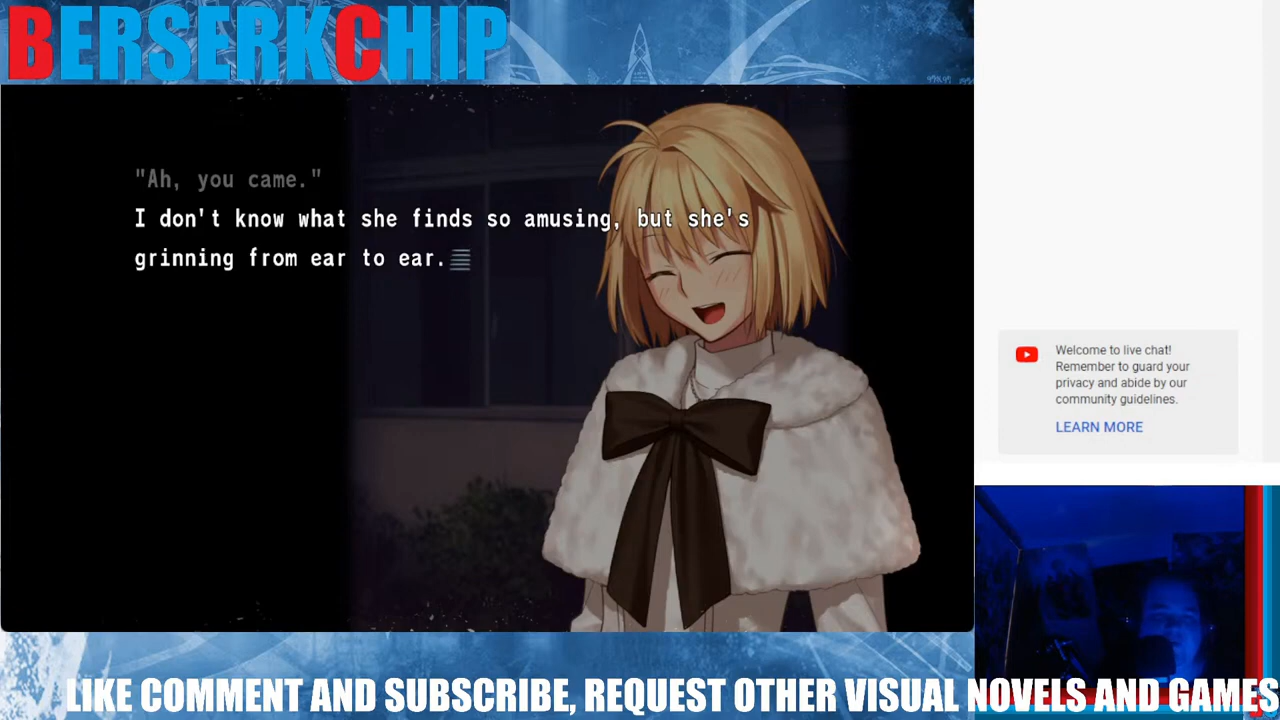 BERSERKCHIP
"Ah, you came."
I don't know what she finds so amusing, but she's
grinning from ear to ear.
Welcome to live chat!
Remember to guard your
privacy and abide by our
community guidelines.
LEARN MORE
LIKE COMMENT AND SUBSCRIBE, REQUEST OTHER VISUAL NOVELS AND GAMES